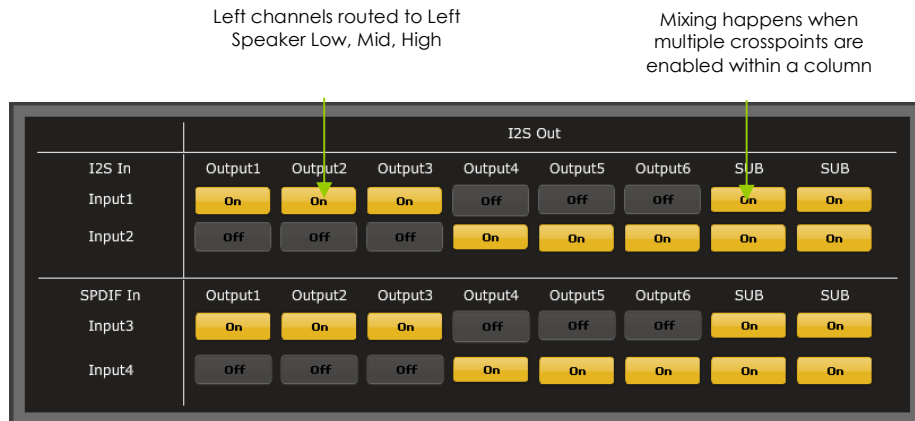 Left channels routed to Left
Speaker Low, Mid, High
Mixing happens when
multiple crosspoints are
enabled within a column
I2S Out
I2S In Output1 Output2 Output3 Output4 Output5 Output6 SUB SUB
Input1 On On On Off Off Off On On
Input2 Off Off Off On On On On On
SPDIF In Output1 Output2 Output3 Output4 Output5 Output6 SUB SUB
Input3 On On On Off Off Off On On
Input4 Off Off Off On On On On On